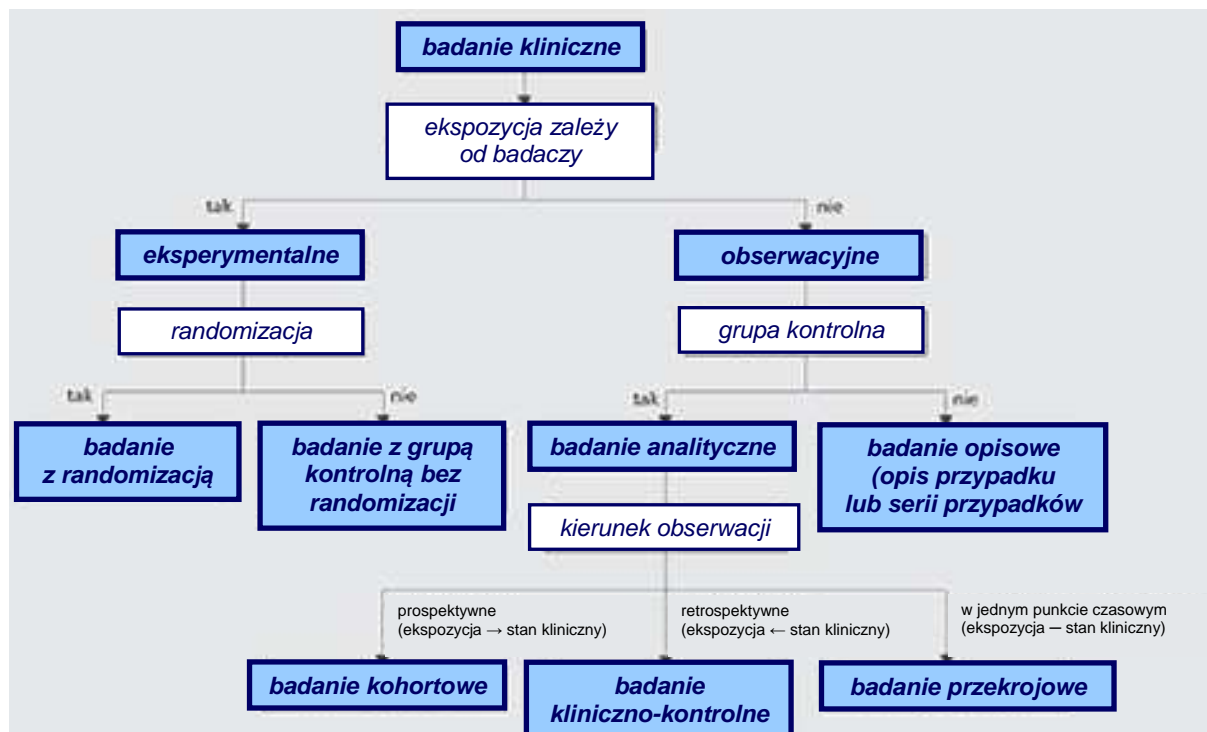 badanie kliniczne
ekspozycja zależy
od badaczy
tak
nie
eksperymentalne
obserwacyjne
randomizacja
grupa kontrolna
tak
nie
tak
nie
badanie
z randomizacją
badanie z grupą
kontrolną bez
randomizacji
badanie analityczne
badanie opisowe
(opis przypadku
lub serii przypadków
kierunek obserwacji
prospektywne
(ekspozycja → stan kliniczny)
retrospektywne
(ekspozycja ← stan kliniczny)
w jednym punkcie czasowym
(ekspozycja — stan kliniczny)
badanie kohortowe
badanie
kliniczno-kontrolne
badanie przekrojowe